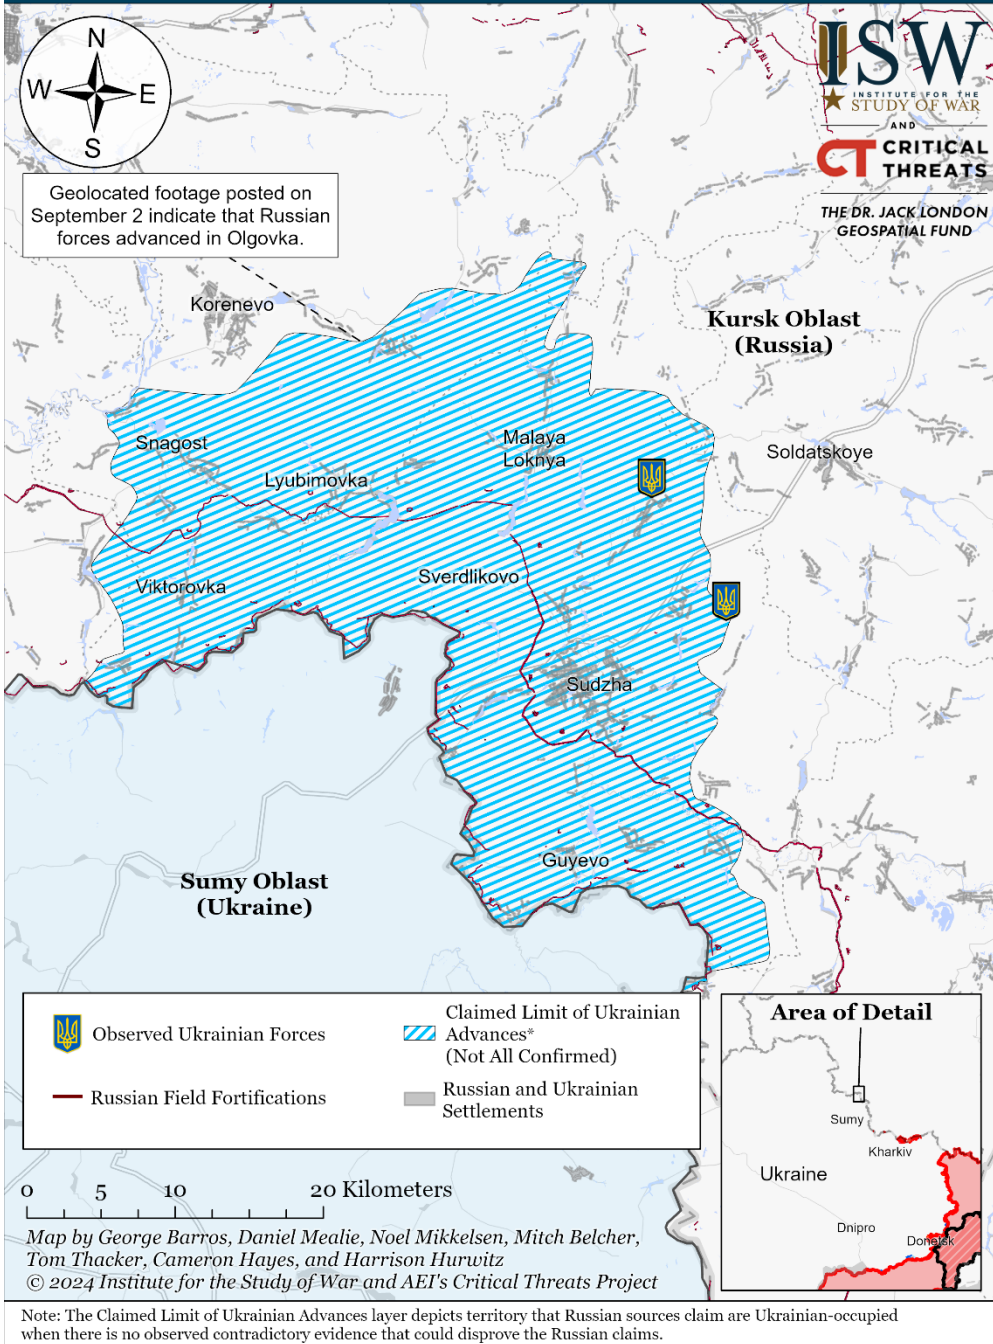 N
W
E
S
ISW
INSTITUTE FOR THE
STUDY OF WAR
AND
CT CRITICAL
THREATS
THE DR. JACK LONDON
GEOSPATIAL FUND
Geolocated footage posted on
September 2 indicate that Russian
forces advanced in Olgovka.
Korenevo
Kursk Oblast
(Russia)
Snagost
Malaya
Loknya
Soldatskoye
Lyubimovka
Viktorovka
Sverdlikovo
Sudzha
Guyevo
Sumy Oblast
(Ukraine)
Observed Ukrainian Forces
Claimed Limit of Ukrainian
Advances*
(Not All Confirmed)
Russian Field Fortifications
Russian and Ukrainian
Settlements
Area of Detail
Sumy
Kharkiv
Ukraine
Dnipro
Donetsk
0 5 10 20 Kilometers
Map by George Barros, Daniel Mealie, Noel Mikkelsen, Mitch Belcher,
Tom Thacker, Cameron Hayes, and Harrison Hurwitz
© 2024 Institute for the Study of War and AEI's Critical Threats Project
Note: The Claimed Limit of Ukrainian Advances layer depicts territory that Russian sources claim are Ukrainian-occupied
when there is no observed contradictory evidence that could disprove the Russian claims.